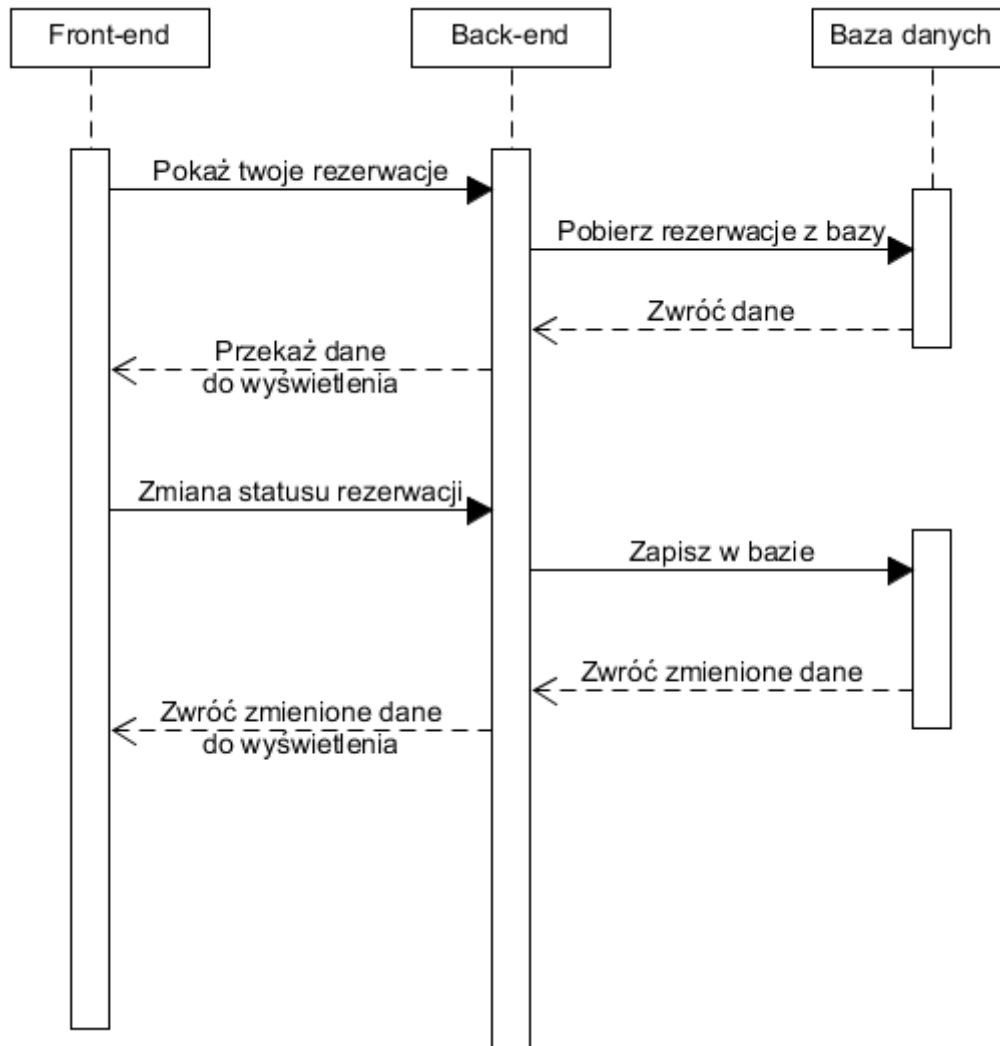 Front-end
Back-end
Baza danych
Pokaż twoje rezerwacje
Pobierz rezerwacje z bazy
Zwróć dane
Przekaż dane
do wyświetlenia
Zmiana statusu rezerwacji
Zapisz w bazie
Zwróć zmienione dane
Zwróć zmienione dane
do wyświetlenia